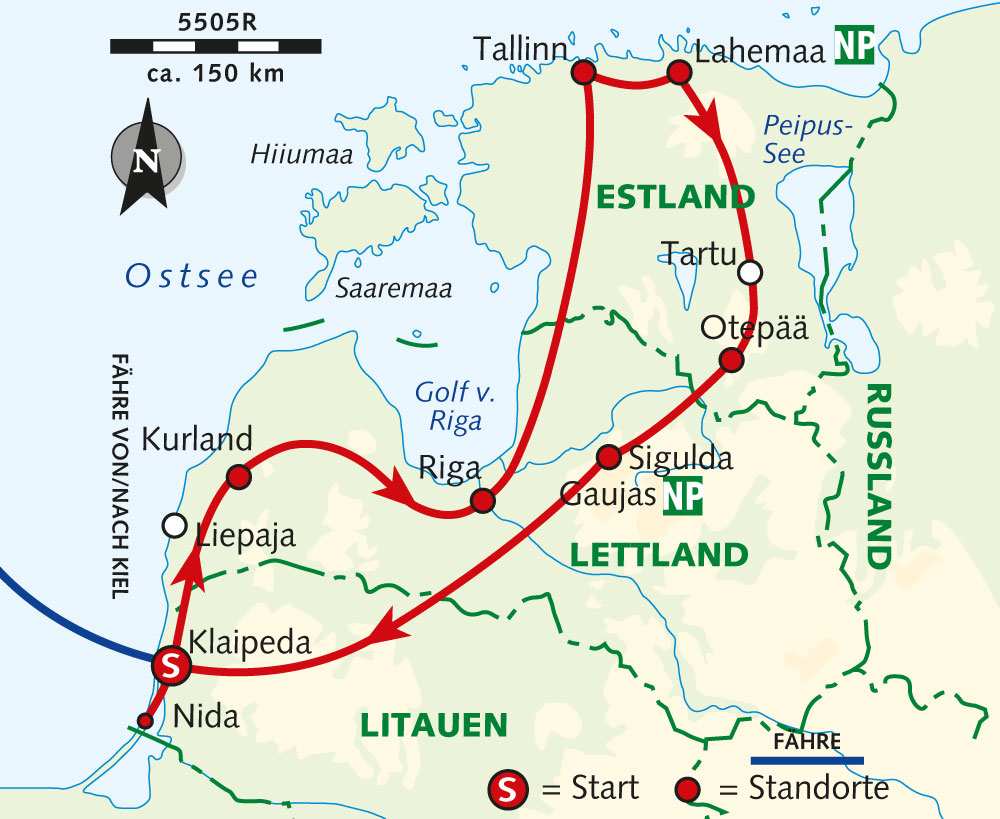 5505R
ca. 150 km
N
Tallinn
Lahemaa NP
Hiiumaa
Peipus-
See
ESTLAND
Ostsee
Tartu
Saaremaa
Otepää
FÄHRE VON/NACH KIEL
Golf v.
Riga
RUSSLAND
Kurland
Riga
Sigulda
Gaujas NP
Liepaja
LETTLAND
Klaipeda
S
Nida
LITAUEN
FÄHRE
S = Start
= Standorte